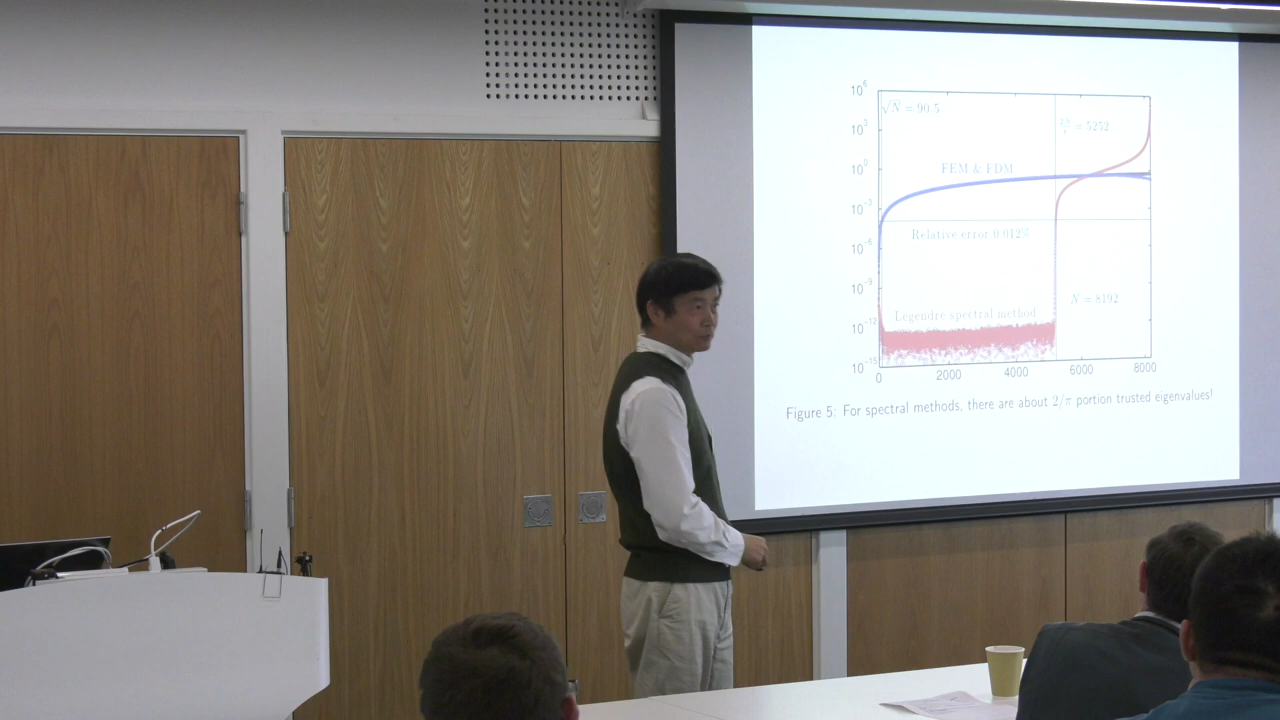 10^6
√N = 90.5
2N/π = 5252
10^3
FEM & FDM
10^0
10^-3
Relative error 0.012%
10^-6
10^-9
N = 8192
Legendre spectral method
10^-12
10^-15
0 2000 4000 6000 8000
Figure 5: For spectral methods, there are about 2/π portion trusted eigenvalues!